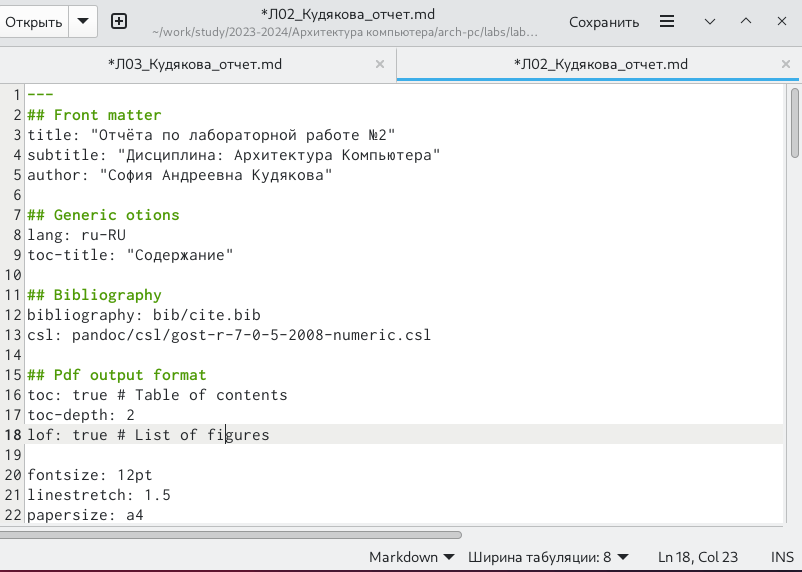 Открыть
*Л02_Кудякова_отчет.md
~/work/study/2023-2024/Архитектура компьютера/arch-pc/labs/lab…
Сохранить
*Л03_Кудякова_отчет.md
*Л02_Кудякова_отчет.md
1 ---
2 ## Front matter
3 title: "Отчёта по лабораторной работе №2"
4 subtitle: "Дисциплина: Архитектура Компьютера"
5 author: "София Андреевна Кудякова"
6
7 ## Generic otions
8 lang: ru-RU
9 toc-title: "Содержание"
10
11 ## Bibliography
12 bibliography: bib/cite.bib
13 csl: pandoc/csl/gost-r-7-0-5-2008-numeric.csl
14
15 ## Pdf output format
16 toc: true # Table of contents
17 toc-depth: 2
18 lof: true # List of figures
19
20 fontsize: 12pt
21 linestretch: 1.5
22 papersize: a4
Markdown Ширина табуляции: 8 Ln 18, Col 23 INS